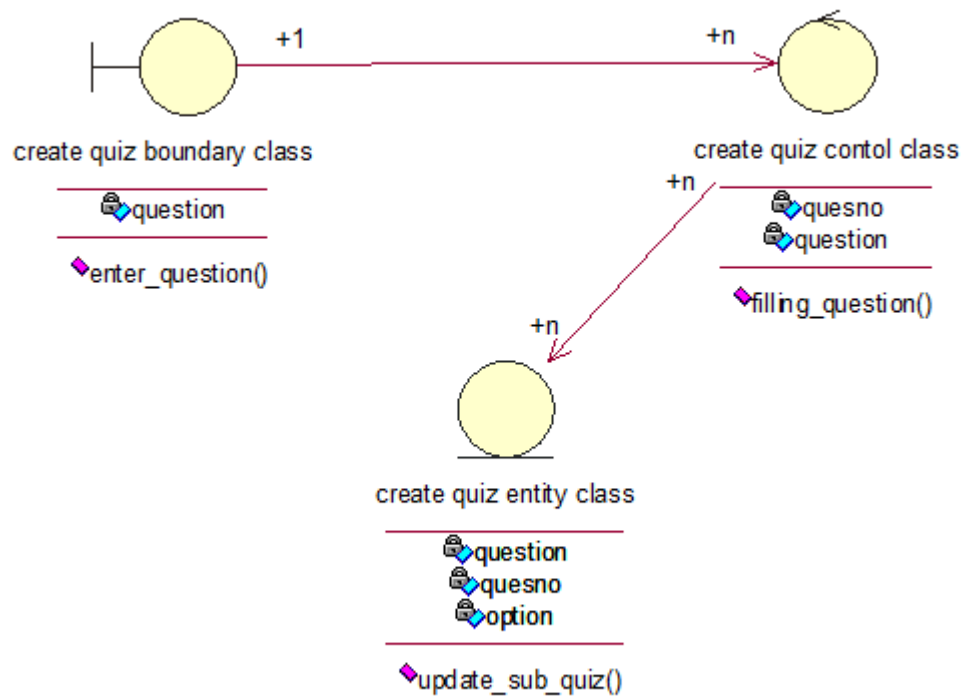 +1
+n
create quiz boundary class
question
enter_question()
create quiz contol class
+n
quesno
question
filling_question()
+n
create quiz entity class
question
quesno
option
update_sub_quiz()